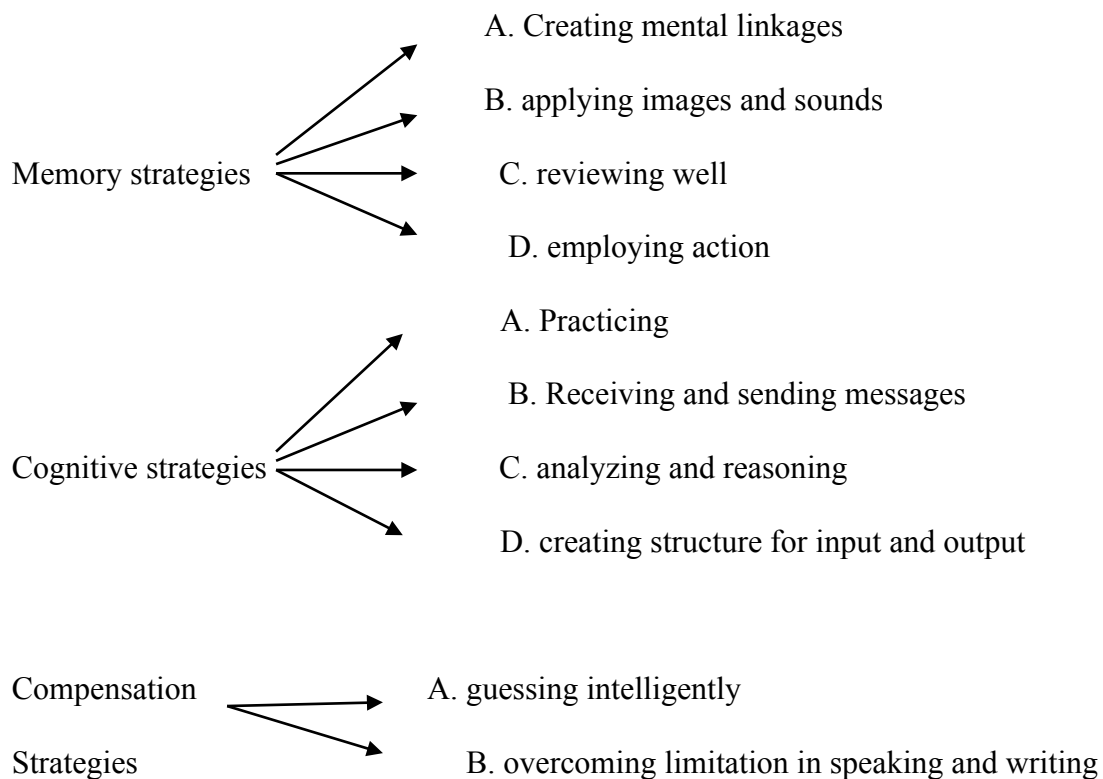 A. Creating mental linkages
B. applying images and sounds
Memory strategies C. reviewing well
D. employing action
A. Practicing
B. Receiving and sending messages
Cognitive strategies C. analyzing and reasoning
D. creating structure for input and output
Compensation A. guessing intelligently
Strategies B. overcoming limitation in speaking and writing